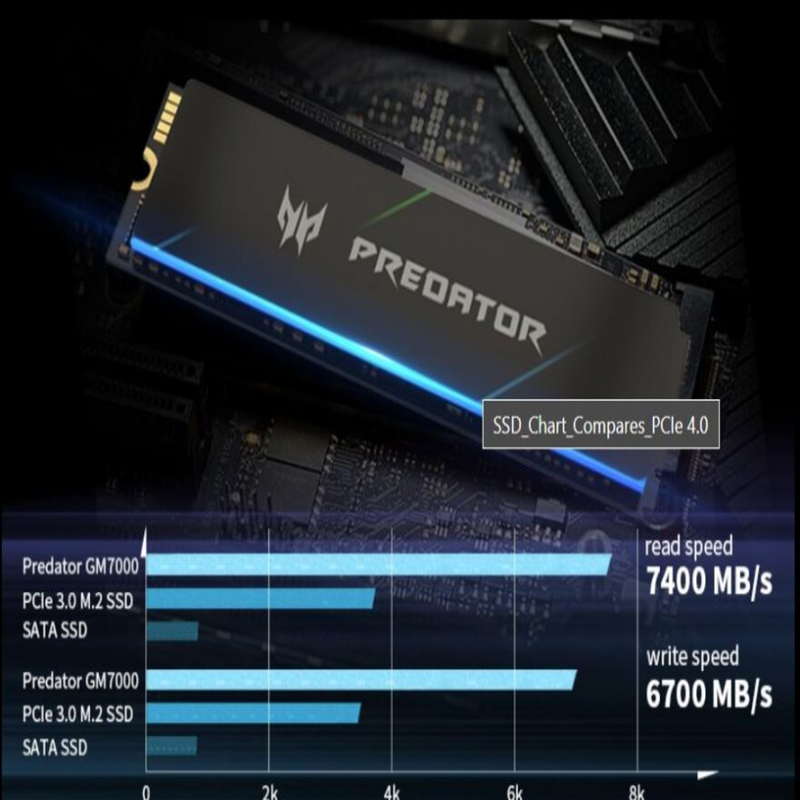 PREDATOR
SSD_Chart_Compares_PCIe 4.0
Predator GM7000
PCIe 3.0 M.2 SSD
SATA SSD
read speed
7400 MB/s
Predator GM7000
PCIe 3.0 M.2 SSD
SATA SSD
write speed
6700 MB/s
0 2k 4k 6k 8k